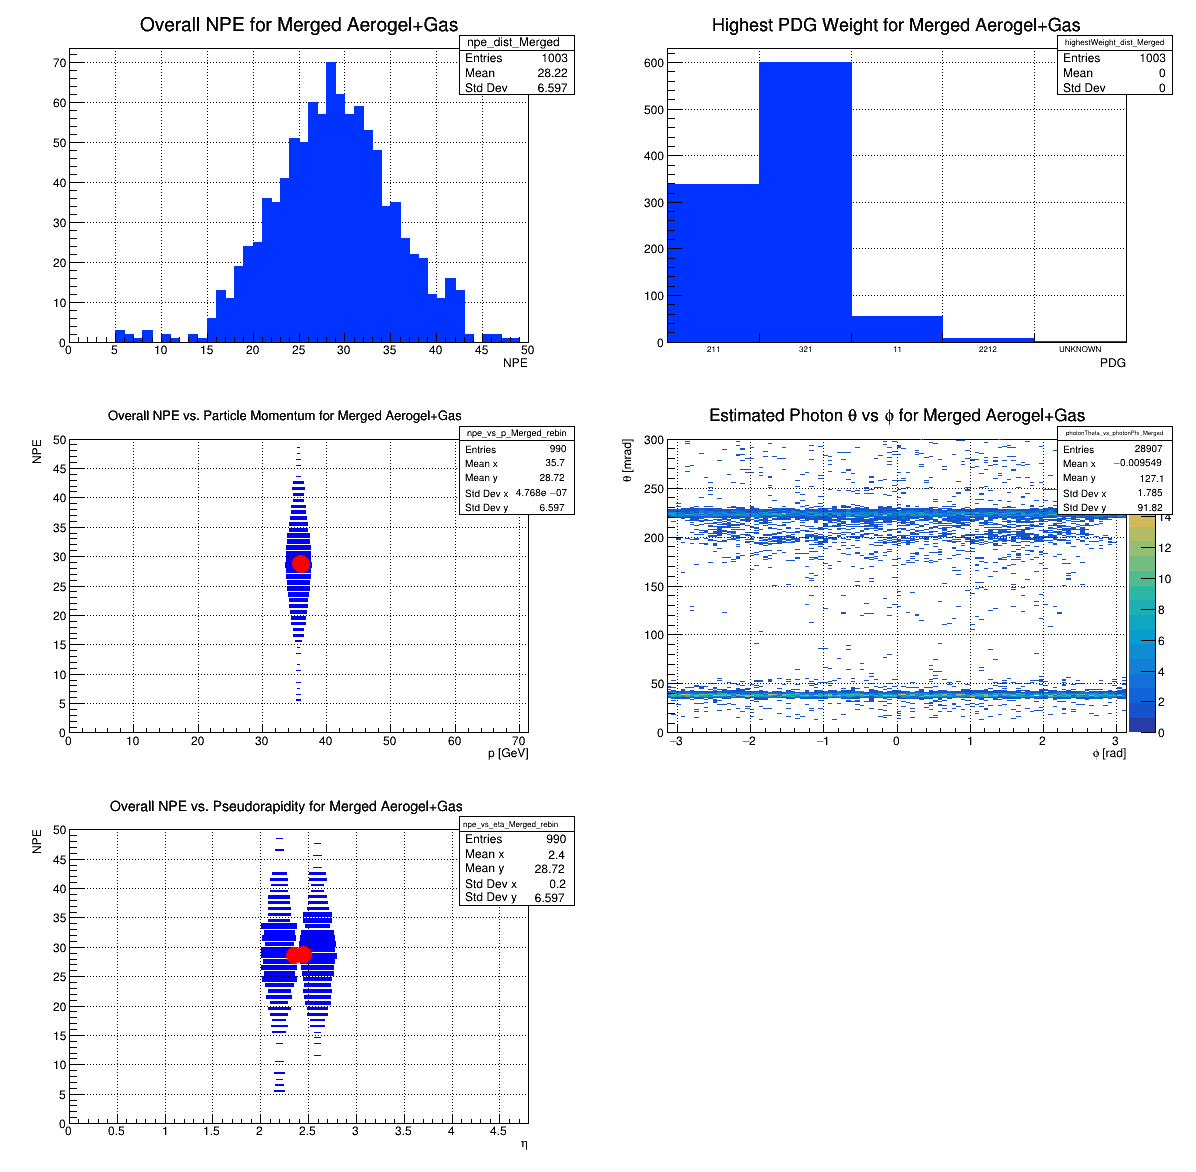 Overall NPE for Merged Aerogel+Gas
npe_dist_Merged
Entries 1003
Mean 28.22
Std Dev 6.597
70
60
50
40
30
20
10
0
0 5 10 15 20 25 30 35 40 45 50
NPE
Highest PDG Weight for Merged Aerogel+Gas
highestWeight_dist_Merged
Entries 1003
Mean 0
Std Dev 0
600
500
400
300
200
100
0
211 321 11 2212 UNKNOWN
PDG
Overall NPE vs. Particle Momentum for Merged Aerogel+Gas
npe_vs_p_Merged_rebin
Entries 990
Mean x 35.7
Mean y 28.72
Std Dev x 4.768e −07
Std Dev y 6.597
NPE
50
45
40
35
30
25
20
15
10
5
0
0 10 20 30 40 50 60 70
p [GeV]
Estimated Photon θ vs ϕ for Merged Aerogel+Gas
photonTheta_vs_photonPhi_Merged
Entries 28907
Mean x −0.009549
Mean y 127.1
Std Dev x 1.785
Std Dev y 91.82
θ [mrad]
300
250
200
150
100
50
0
−3 −2 −1 0 1 2 3
ϕ [rad]
14
12
10
8
6
4
2
0
Overall NPE vs. Pseudorapidity for Merged Aerogel+Gas
npe_vs_eta_Merged_rebin
Entries 990
Mean x 2.4
Mean y 28.72
Std Dev x 0.2
Std Dev y 6.597
NPE
50
45
40
35
30
25
20
15
10
5
0
0 0.5 1 1.5 2 2.5 3 3.5 4 4.5
η